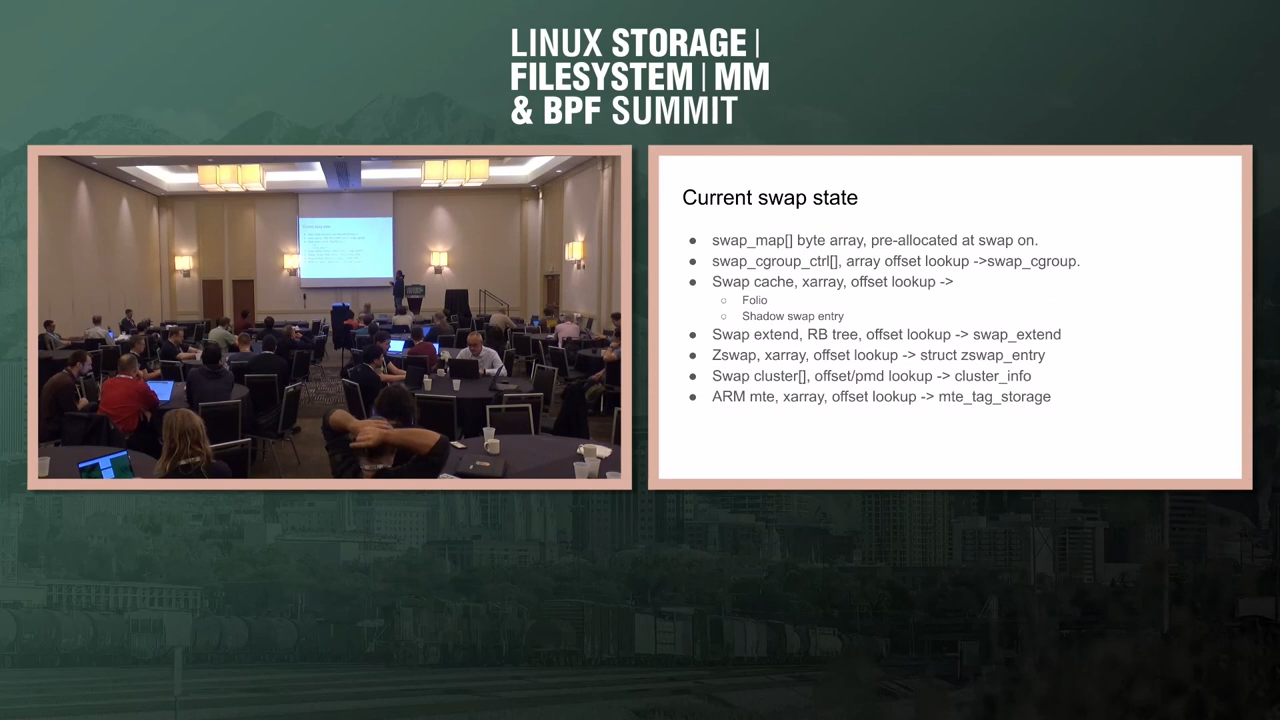 LINUX STORAGE |
FILESYSTEM | MM
& BPF SUMMIT
Current swap state
● swap_map[] byte array, pre-allocated at swap on.
● swap_cgroup_ctrl[], array offset lookup ->swap_cgroup.
● Swap cache, xarray, offset lookup ->
○ Folio
○ Shadow swap entry
● Swap extend, RB tree, offset lookup -> swap_extend
● Zswap, xarray, offset lookup -> struct zswap_entry
● Swap cluster[], offset/pmd lookup -> cluster_info
● ARM mte, xarray, offset lookup -> mte_tag_storage